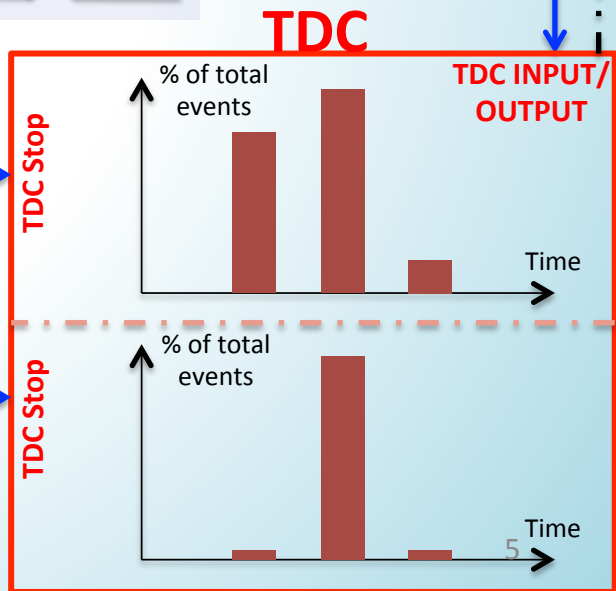 TDC
% of total
events
TDC INPUT/
OUTPUT
TDC Stop
Time
% of total
events
TDC Stop
Time
5